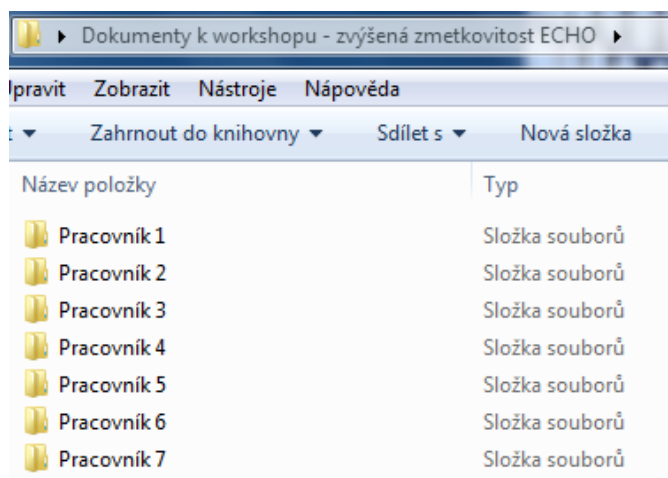 Dokumenty k workshopu - zvýšená zmetkovitost ECHO
Upravit Zobrazit Nástroje Nápověda
Zahrnout do knihovny Sdílet s Nová složka
Název položky Typ
Pracovník 1 Složka souborů
Pracovník 2 Složka souborů
Pracovník 3 Složka souborů
Pracovník 4 Složka souborů
Pracovník 5 Složka souborů
Pracovník 6 Složka souborů
Pracovník 7 Složka souborů